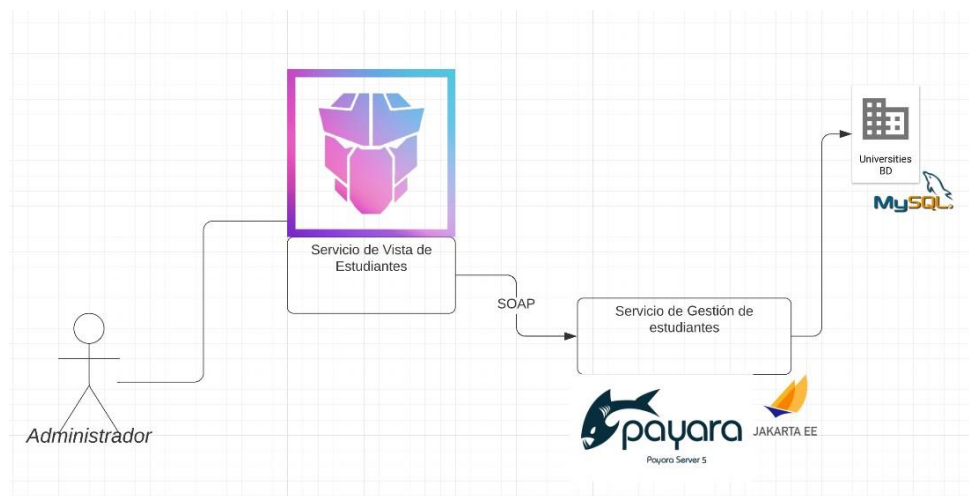 Servicio de Vista de
Estudiantes
Universities
BD
MySQL
SOAP
Servicio de Gestión de
estudiantes
Administrador
payara
Payara Server 5
JAKARTA EE